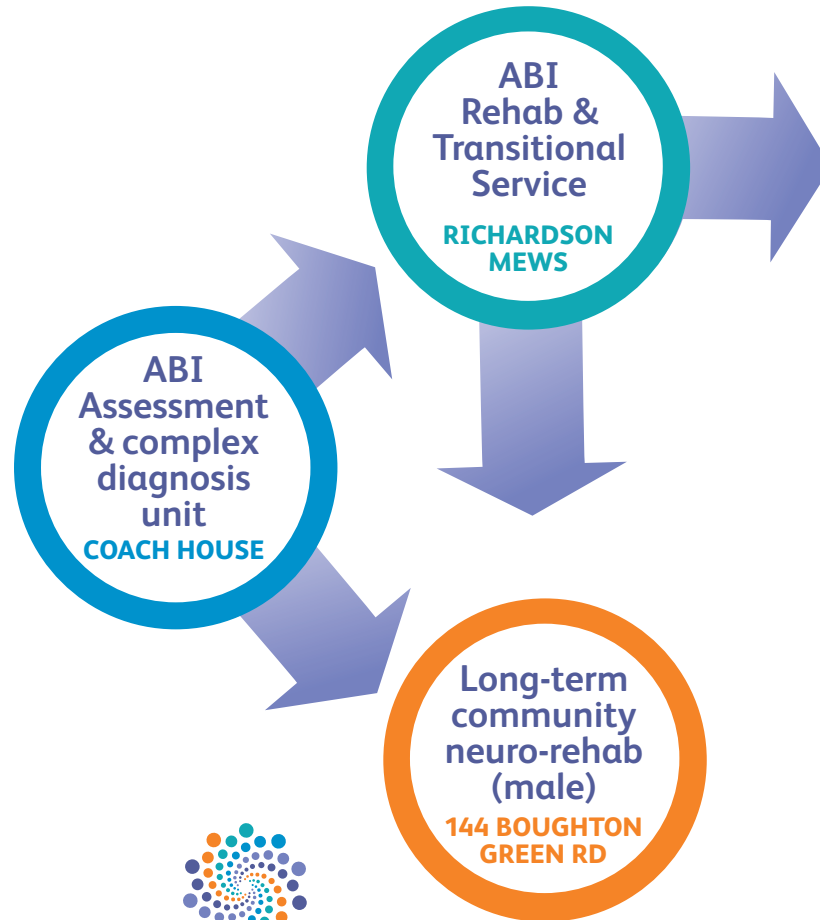 ABI
Rehab &
Transitional
Service
RICHARDSON
MEWS
ABI
Assessment
& complex
diagnosis
unit
COACH HOUSE
Long-term
community
neuro-rehab
(male)
144 BOUGHTON
GREEN RD